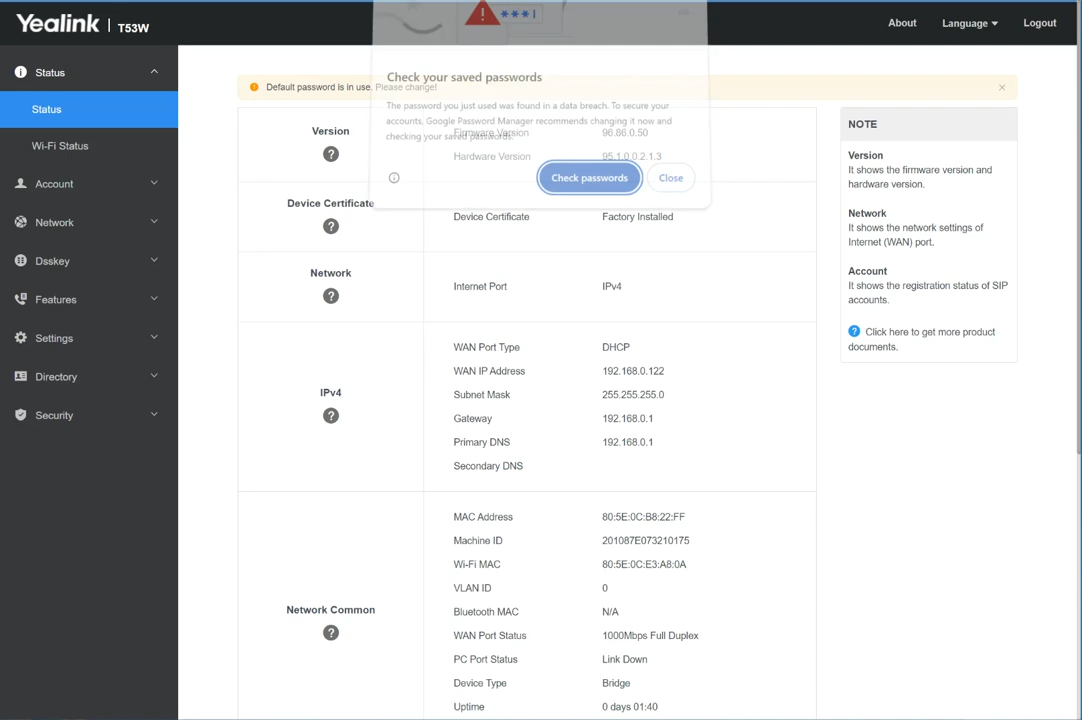 Yealink | T53W
About
Language
Logout
***|
Check your saved passwords
The password you just used was found in a data breach. To secure your
accounts, Google Password Manager recommends changing it now and
checking your saved passwords.
Check passwords
Close
Default password is in use. Please change!
Status
Status
Wi-Fi Status
Account
Network
Dsskey
Features
Settings
Directory
Security
Version
Firmware Version 96.86.0.50
Hardware Version 95.1.0.0.2.1.3
Device Certificate
Device Certificate Factory Installed
Network
Internet Port IPv4
IPv4
WAN Port Type DHCP
WAN IP Address 192.168.0.122
Subnet Mask 255.255.255.0
Gateway 192.168.0.1
Primary DNS 192.168.0.1
Secondary DNS
Network Common
MAC Address 80:5E:0C:B8:22:FF
Machine ID 201087E073210175
Wi-Fi MAC 80:5E:0C:E3:A8:0A
VLAN ID 0
Bluetooth MAC N/A
WAN Port Status 1000Mbps Full Duplex
PC Port Status Link Down
Device Type Bridge
Uptime 0 days 01:40
NOTE
Version
It shows the firmware version and
hardware version.
Network
It shows the network settings of
Internet (WAN) port.
Account
It shows the registration status of SIP
accounts.
Click here to get more product
documents.